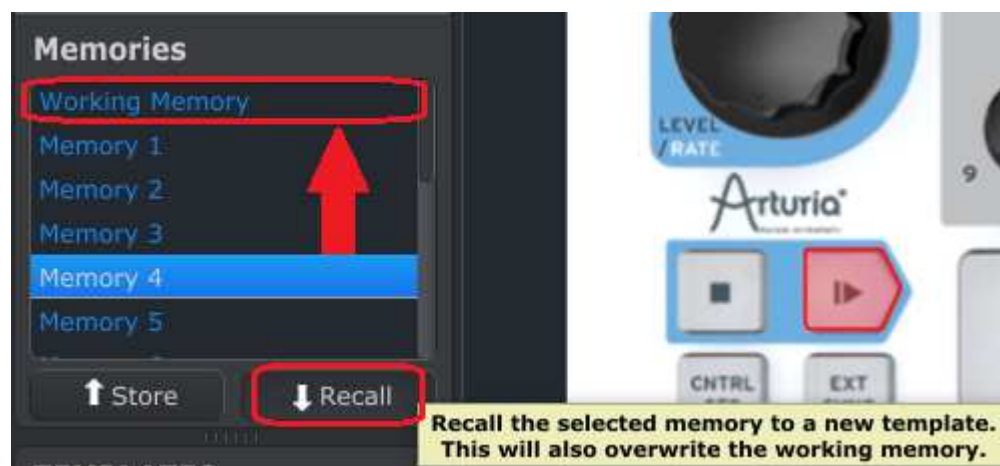 Memories
Working Memory
Memory 1
Memory 2
Memory 3
Memory 4
Memory 5
Store
Recall
LEVEL
/ RATE
9
Arturia
CNTRL
EXT
Recall the selected memory to a new template.
This will also overwrite the working memory.